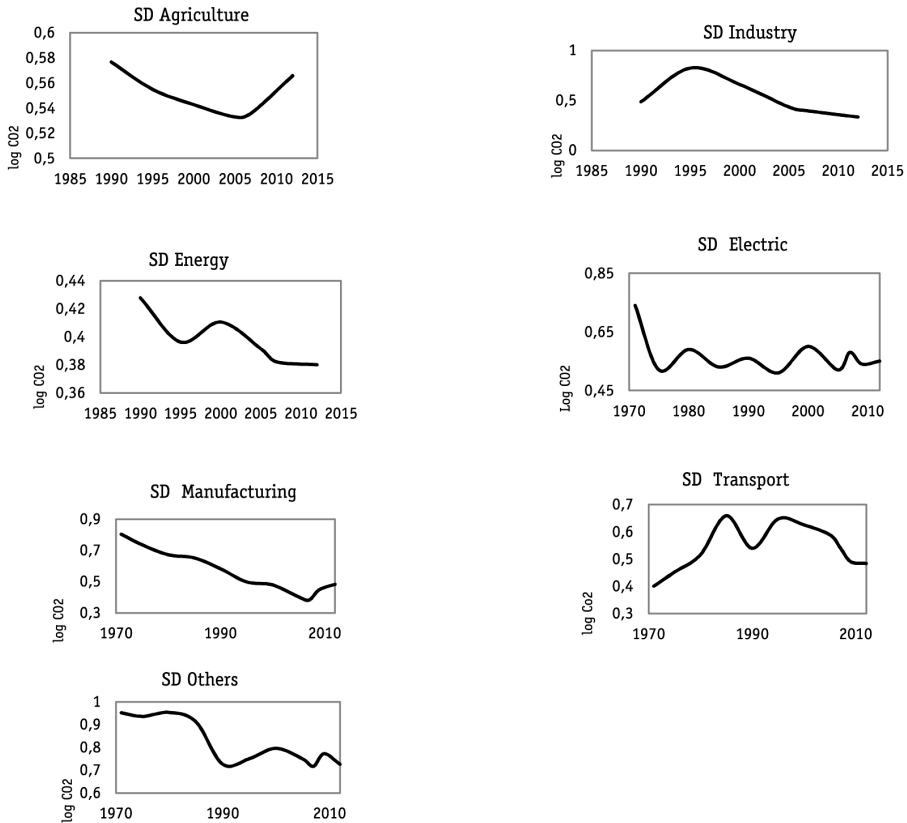 SD Agriculture
0,6
0,58
0,56
0,54
0,52
0,5
log CO2
1985 1990 1995 2000 2005 2010 2015
SD Industry
1
0,5
0
log CO2
1985 1990 1995 2000 2005 2010 2015
SD Energy
0,44
0,42
0,4
0,38
0,36
log CO2
1985 1990 1995 2000 2005 2010 2015
SD Electric
0,85
0,65
0,45
Log CO2
1970 1980 1990 2000 2010
SD Manufacturing
0,9
0,7
0,5
0,3
log CO2
1970 1990 2010
SD Transport
0,7
0,6
0,5
0,4
0,3
log Co2
1970 1990 2010
SD Others
1
0,9
0,8
0,7
0,6
log CO2
1970 1990 2010